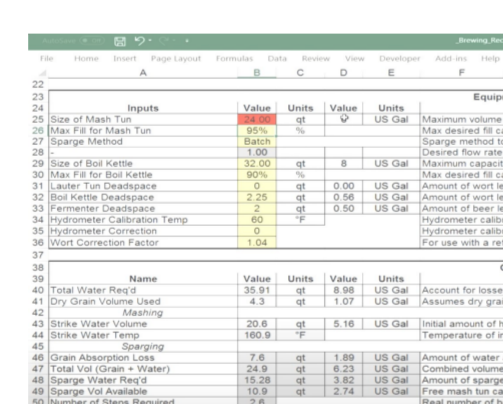 _Brewing_Rec
File Home Insert Page Layout Formulas Data Review View Developer Add-ins Help
A B C D E F
22
23 Equip
24 Inputs Value Units Value Units
25 Size of Mash Tun 24.00 qt US Gal Maximum volume
26 Max Fill for Mash Tun 95% % Max desired fill ca
27 Sparge Method Batch Sparge method to
28 - 1.00 Desired flow rate
29 Size of Boil Kettle 32.00 qt 8 US Gal Maximum capacit
30 Max Fill for Boil Kettle 90% % Max desired fill ca
31 Lauter Tun Deadspace 0 qt 0.00 US Gal Amount of wort le
32 Boil Kettle Deadspace 2.25 qt 0.56 US Gal Amount of wort le
33 Fermenter Deadspace 2 qt 0.50 US Gal Amount of beer le
34 Hydrometer Calibration Temp 60 °F Hydrometer calib
35 Hydrometer Correction 0 Hydrometer calibr
36 Wort Correction Factor 1.04 For use with a ref
37
38
39 Name Value Units Value Units
40 Total Water Req'd 35.91 qt 8.98 US Gal Account for losse
41 Dry Grain Volume Used 4.3 qt 1.07 US Gal Assumes dry grai
42 Mashing
43 Strike Water Volume 20.6 qt 5.16 US Gal Initial amount of h
44 Strike Water Temp 160.9 °F Temperature of in
45 Sparging
46 Grain Absorption Loss 7.6 qt 1.89 US Gal Amount of water
47 Total Vol (Grain + Water) 24.9 qt 6.23 US Gal Combined volume
48 Sparge Water Req'd 15.28 qt 3.82 US Gal Amount of sparge
49 Sparge Vol Available 10.9 qt 2.74 US Gal Free mash tun ca
50 Number of Steps Required 2.6 Real number of h